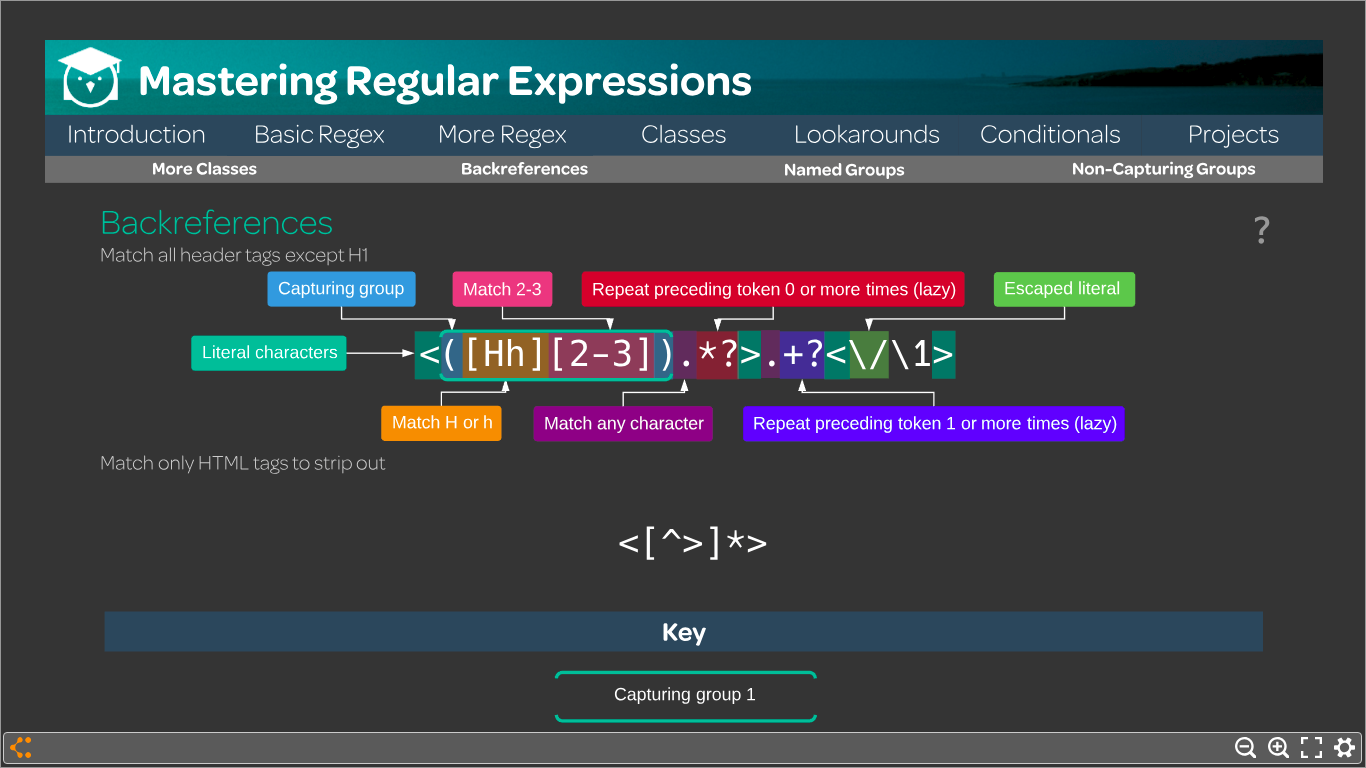 Mastering Regular Expressions
Introduction Basic Regex More Regex Classes Lookarounds Conditionals Projects
More Classes Backreferences Named Groups Non-Capturing Groups
Backreferences
?
Match all header tags except H1
Capturing group Match 2-3 Repeat preceding token 0 or more times (lazy) Escaped literal
Literal characters <([Hh][2-3]).*?>.+?<\/\1>
Match H or h Match any character Repeat preceding token 1 or more times (lazy)
Match only HTML tags to strip out
<[^>]*>
Key
Capturing group 1